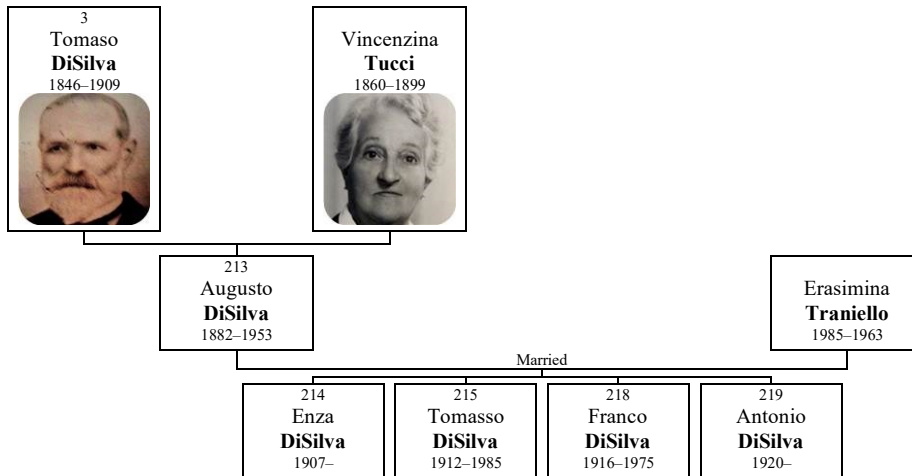 3
Tomaso
DiSilva
1846–1909
Vincenzina
Tucci
1860–1899
213
Augusto
DiSilva
1882–1953
Erasimina
Traniello
1985–1963
Married
214
Enza
DiSilva
1907–
215
Tomasso
DiSilva
1912–1985
218
Franco
DiSilva
1916–1975
219
Antonio
DiSilva
1920–